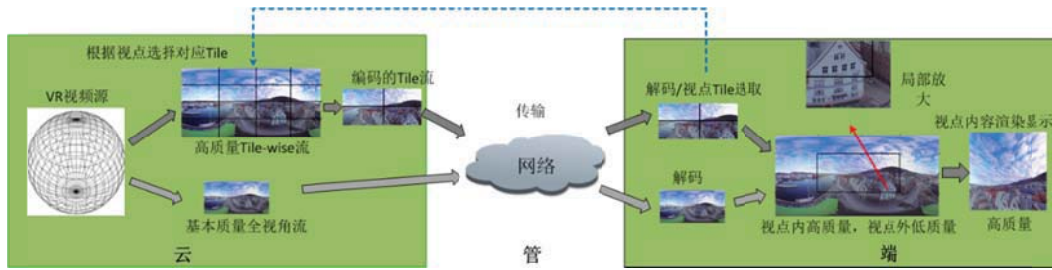 根据视点选择对应Tile
VR视频源
编码的Tile流
高质量Tile-wise流
基本质量全视角流
云
传输
网络
管
解码/视点Tile选取
解码
局部放
大
视点内容渲染显示
视点内高质量，视点外低质量
高质量
端